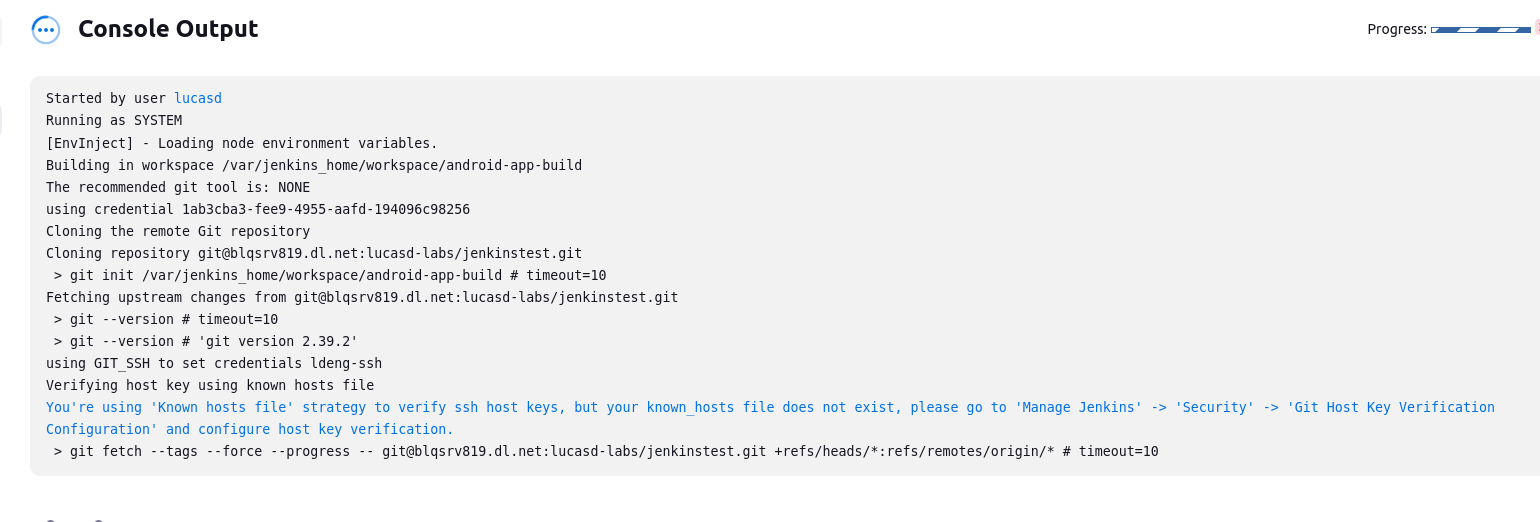 Console Output
Progress:
Started by user lucasd
Running as SYSTEM
[EnvInject] - Loading node environment variables.
Building in workspace /var/jenkins_home/workspace/android-app-build
The recommended git tool is: NONE
using credential 1ab3cba3-fee9-4955-aafd-194096c98256
Cloning the remote Git repository
Cloning repository git@blqsrv819.dl.net:lucasd-labs/jenkinstest.git
 > git init /var/jenkins_home/workspace/android-app-build # timeout=10
Fetching upstream changes from git@blqsrv819.dl.net:lucasd-labs/jenkinstest.git
 > git --version # timeout=10
 > git --version # 'git version 2.39.2'
using GIT_SSH to set credentials ldeng-ssh
Verifying host key using known hosts file
You're using 'Known hosts file' strategy to verify ssh host keys, but your known_hosts file does not exist, please go to 'Manage Jenkins' -> 'Security' -> 'Git Host Key Verification
Configuration' and configure host key verification.
 > git fetch --tags --force --progress -- git@blqsrv819.dl.net:lucasd-labs/jenkinstest.git +refs/heads/*:refs/remotes/origin/* # timeout=10